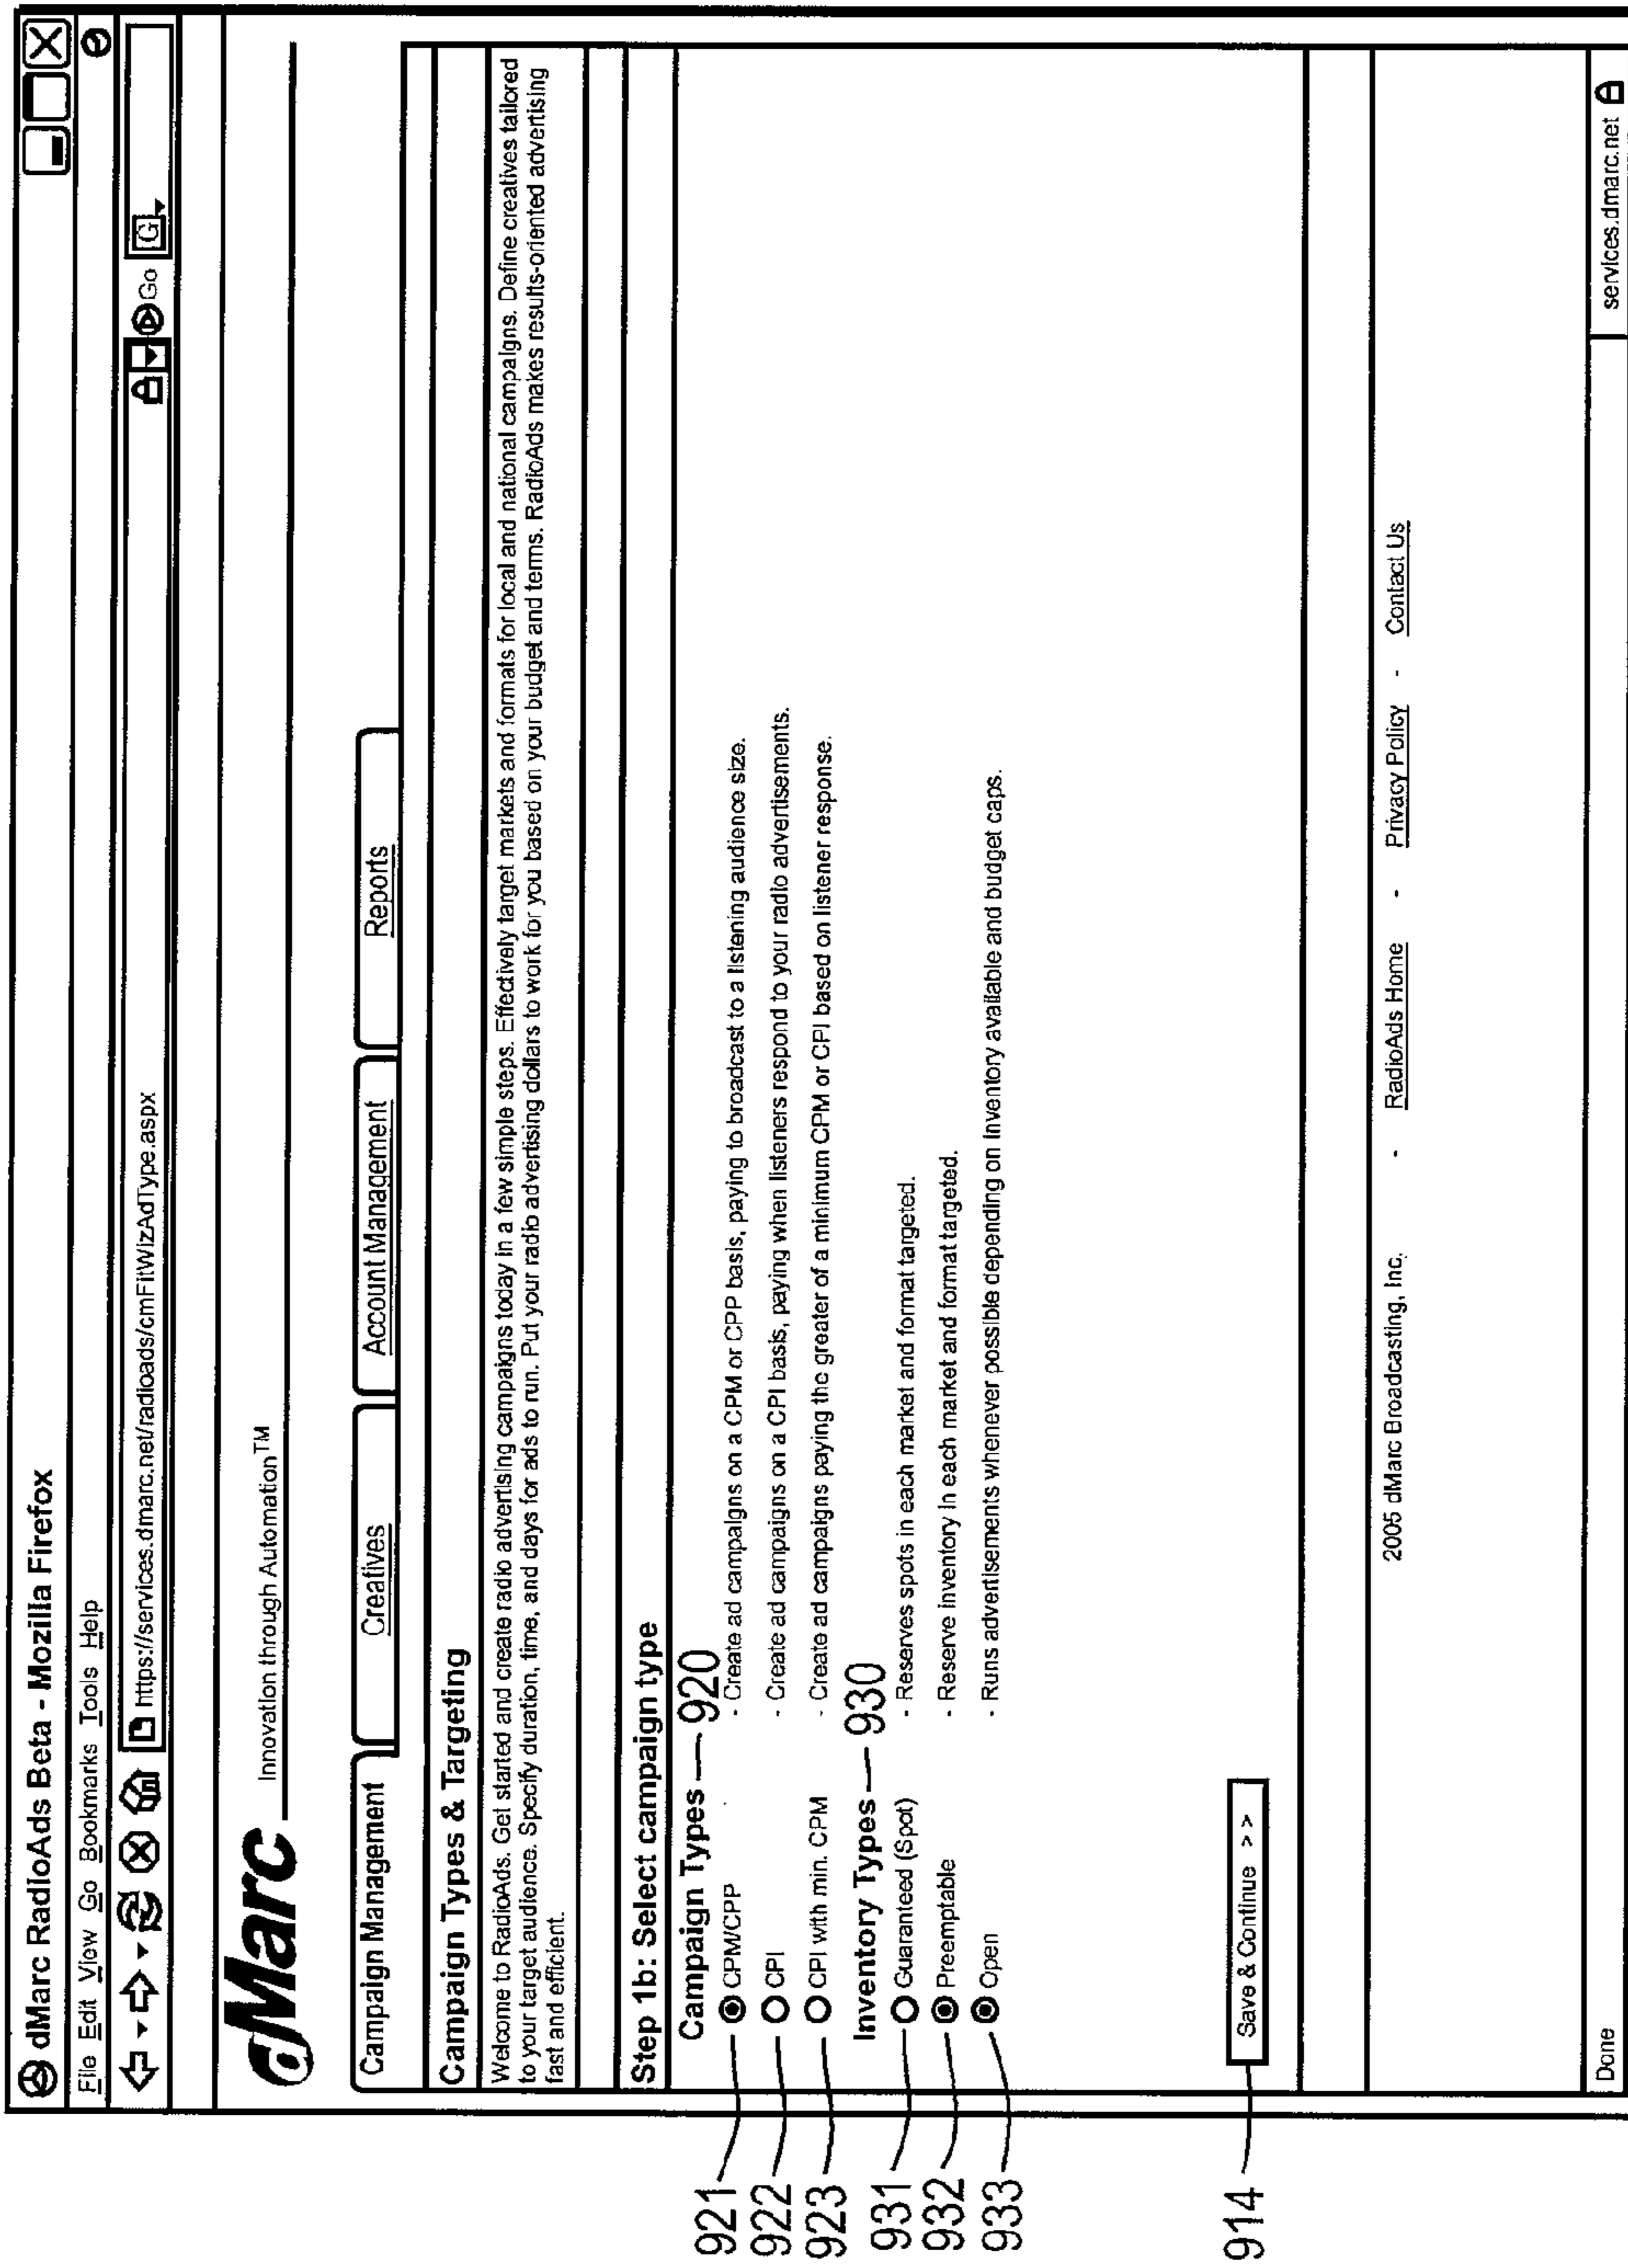 dMarc RadioAds Beta - Mozilla Firefox
File Edit View Go Bookmarks Tools Help
https://services.dmarc.net/radioads/cmFitWizAdType.aspx
Go
G
dMarc
Innovation through Automation™
Campaign Management
Creatives
Account Management
Reports
Campaign Types & Targeting
Welcome to RadioAds. Get started and create radio advertising campaigns today in a few simple steps. Effectively target markets and formats for local and national campaigns. Define creatives tailored
to your target audience. Specify duration, time, and days for ads to run. Put your radio advertising dollars to work for you based on your budget and terms. RadioAds makes results-oriented advertising
fast and efficient.
Step 1b: Select campaign type
Campaign Types 920
921 CPM/CPP - Create ad campaigns on a CPM or CPP basis, paying to broadcast to a listening audience size.
922 CPI - Create ad campaigns on a CPI basis, paying when listeners respond to your radio advertisements.
923 CPI with min. CPM - Create ad campaigns paying the greater of a minimum CPM or CPI based on listener response.
Inventory Types 930
931 Guaranteed (Spot) - Reserves spots in each market and format targeted.
932 Preemptable - Reserve inventory in each market and format targeted.
933 Open - Runs advertisements whenever possible depending on inventory available and budget caps.
914 Save & Continue > >
2005 dMarc Broadcasting, Inc. - RadioAds Home - Privacy Policy - Contact Us
Done
services.dmarc.net